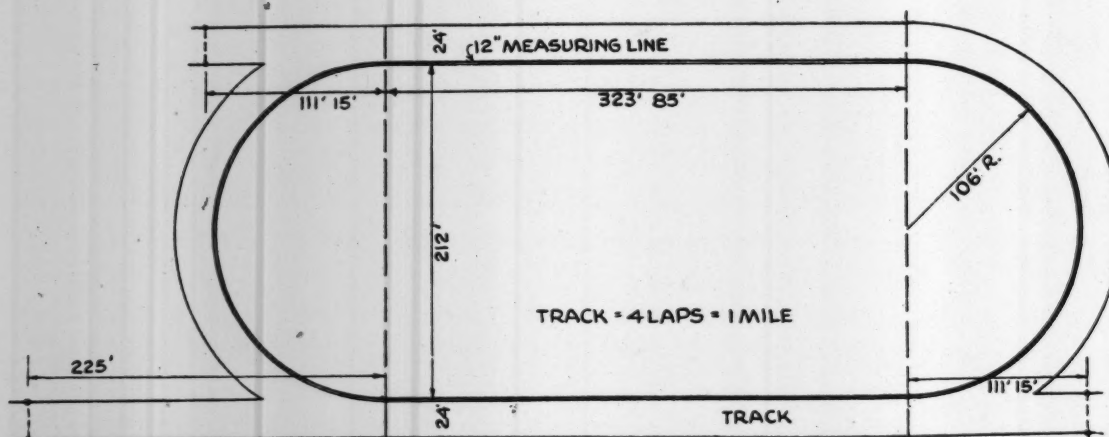 24'
12" MEASURING LINE
111' 15'
323' 85'
106' R.
212'
TRACK = 4 LAPS = 1 MILE
225'
111' 15'
24'
TRACK